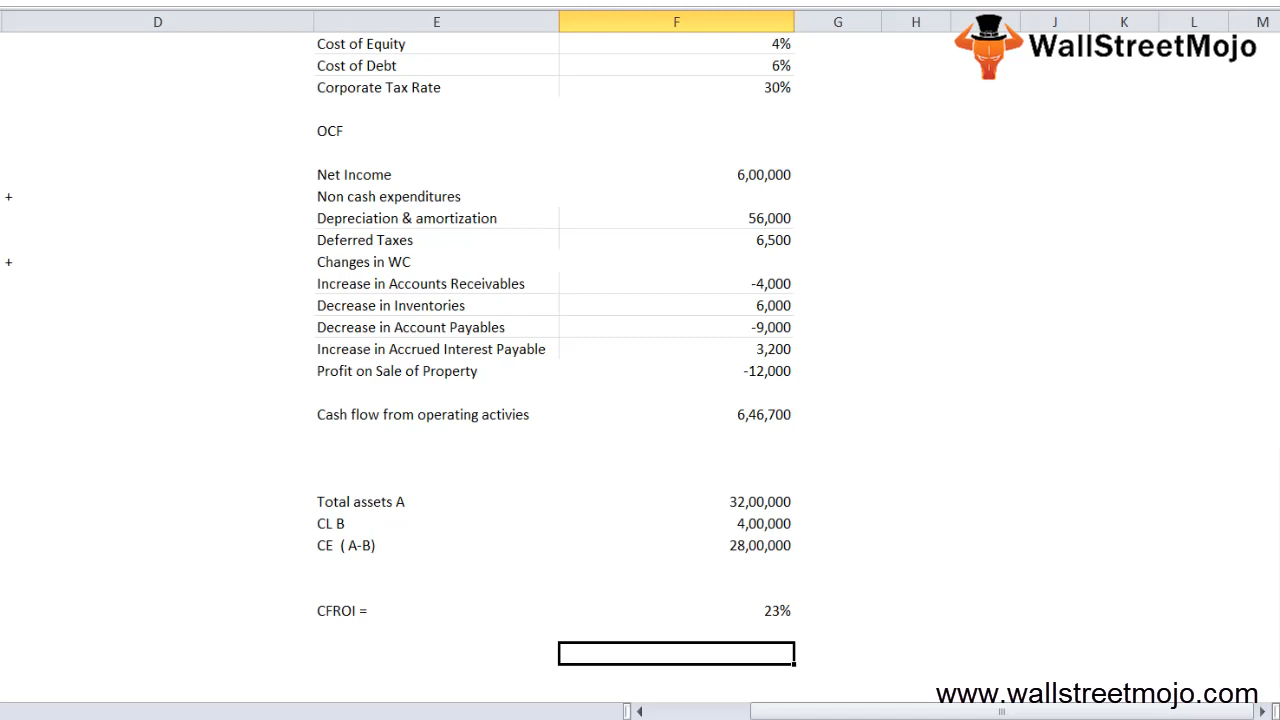 D E F G H J K L M
WallStreetMojo
Cost of Equity 4%
Cost of Debt 6%
Corporate Tax Rate 30%
OCF
Net Income 6,00,000
+ Non cash expenditures
Depreciation & amortization 56,000
Deferred Taxes 6,500
+ Changes in WC
Increase in Accounts Receivables -4,000
Decrease in Inventories 6,000
Decrease in Account Payables -9,000
Increase in Accrued Interest Payable 3,200
Profit on Sale of Property -12,000
Cash flow from operating activies 6,46,700
Total assets A 32,00,000
CL B 4,00,000
CE ( A-B) 28,00,000
CFROI = 23%
www.wallstreetmojo.com